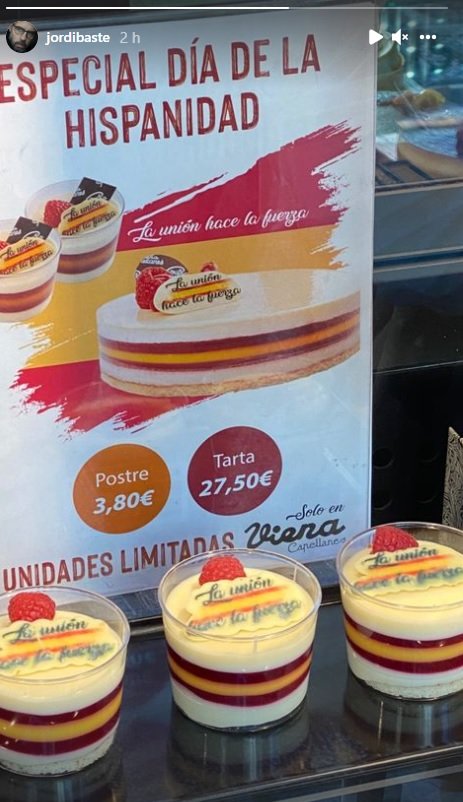 jordibaste 2 h
ESPECIAL DÍA DE LA
HISPANIDAD
La unión hace la fuerza
La unión
hace la fuerza
Postre
3,80€
Tarta
27,50€
Solo en
Viena
Capellanes
UNIDADES LIMITADAS
La unión
hace la fuerza
La unión
hace la fuerza
La unión
hace la fuerza